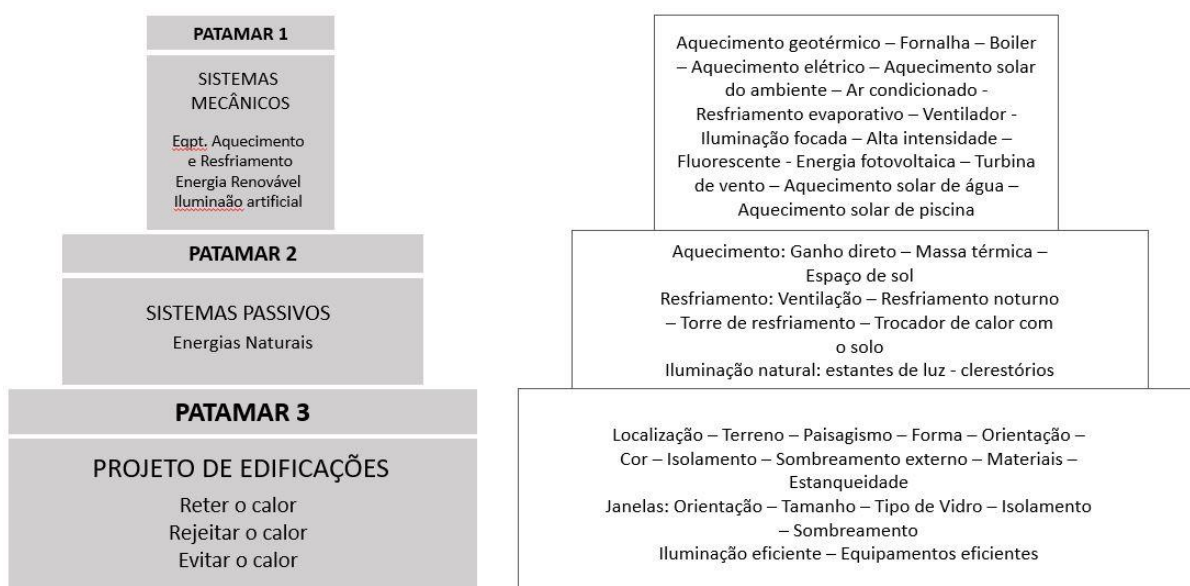 PATAMAR 1
SISTEMAS
MECÂNICOS
Eqpt. Aquecimento
e Resfriamento
Energia Renovável
Iluminaão artificial
Aquecimento geotérmico – Fornalha – Boiler
– Aquecimento elétrico – Aquecimento solar
do ambiente – Ar condicionado -
Resfriamento evaporativo – Ventilador -
Iluminação focada – Alta intensidade –
Fluorescente - Energia fotovoltaica – Turbina
de vento – Aquecimento solar de água –
Aquecimento solar de piscina
PATAMAR 2
SISTEMAS PASSIVOS
Energias Naturais
Aquecimento: Ganho direto – Massa térmica –
Espaço de sol
Resfriamento: Ventilação – Resfriamento noturno
– Torre de resfriamento – Trocador de calor com
o solo
Iluminação natural: estantes de luz - clerestórios
PATAMAR 3
PROJETO DE EDIFICAÇÕES
Reter o calor
Rejeitar o calor
Evitar o calor
Localização – Terreno – Paisagismo – Forma – Orientação –
Cor – Isolamento – Sombreamento externo – Materiais –
Estanqueidade
Janelas: Orientação – Tamanho – Tipo de Vidro – Isolamento
– Sombreamento
Iluminação eficiente – Equipamentos eficientes